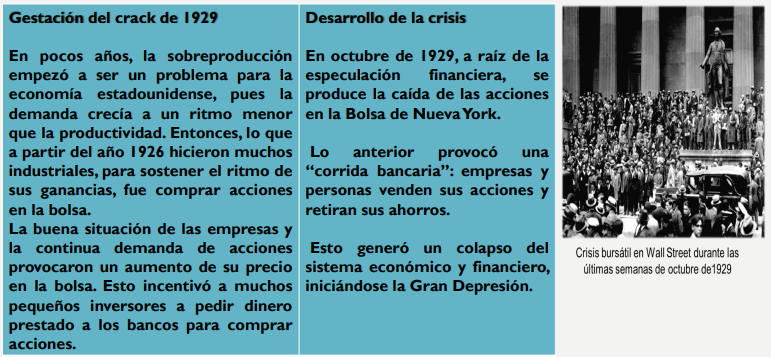 Gestación del crack de 1929
En pocos años, la sobreproducción
empezó a ser un problema para la
economía estadounidense, pues la
demanda crecía a un ritmo menor
que la productividad. Entonces, lo que
a partir del año 1926 hicieron muchos
industriales, para sostener el ritmo de
sus ganancias, fue comprar acciones
en la bolsa.
La buena situación de las empresas y
la continua demanda de acciones
provocaron un aumento de su precio
en la bolsa. Esto incentivó a muchos
pequeños inversores a pedir dinero
prestado a los bancos para comprar
acciones.
Desarrollo de la crisis
En octubre de 1929, a raíz de la
especulación financiera, se
produce la caída de las acciones
en la Bolsa de Nueva York.
Lo anterior provocó una
“corrida bancaria”: empresas y
personas venden sus acciones y
retiran sus ahorros.
Esto generó un colapso del
sistema económico y financiero,
iniciándose la Gran Depresión.
Crisis bursátil en Wall Street durante las
últimas semanas de octubre de1929